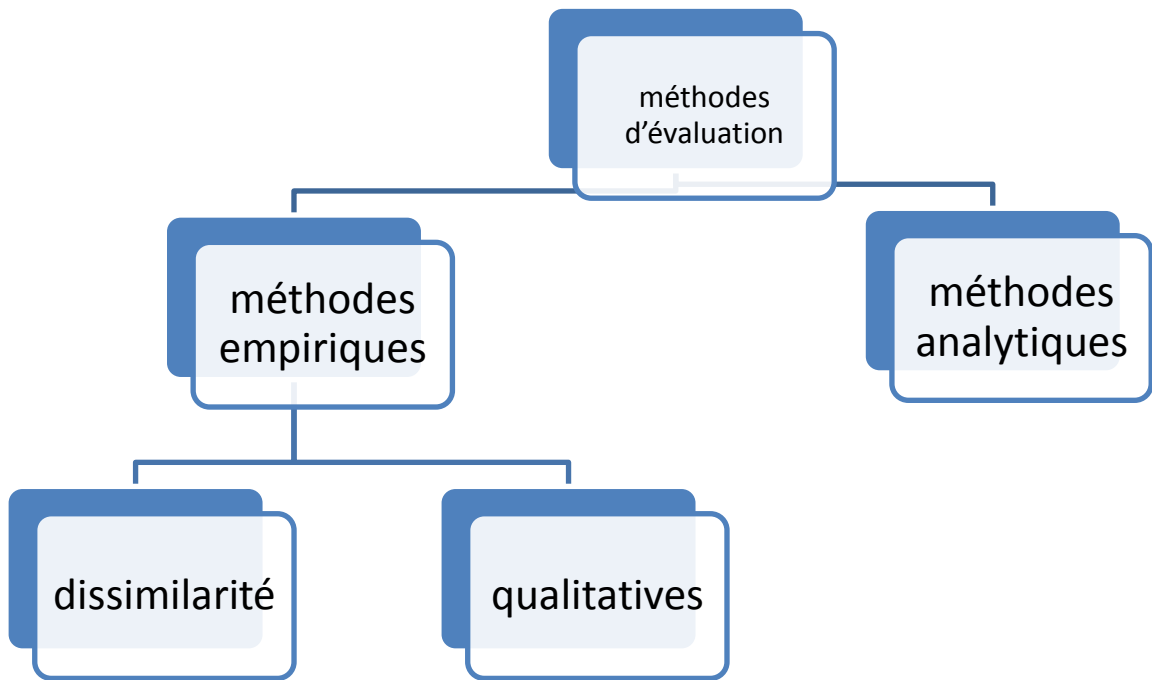 méthodes
d'évaluation
méthodes
empiriques
méthodes
analytiques
dissimilarité
qualitatives